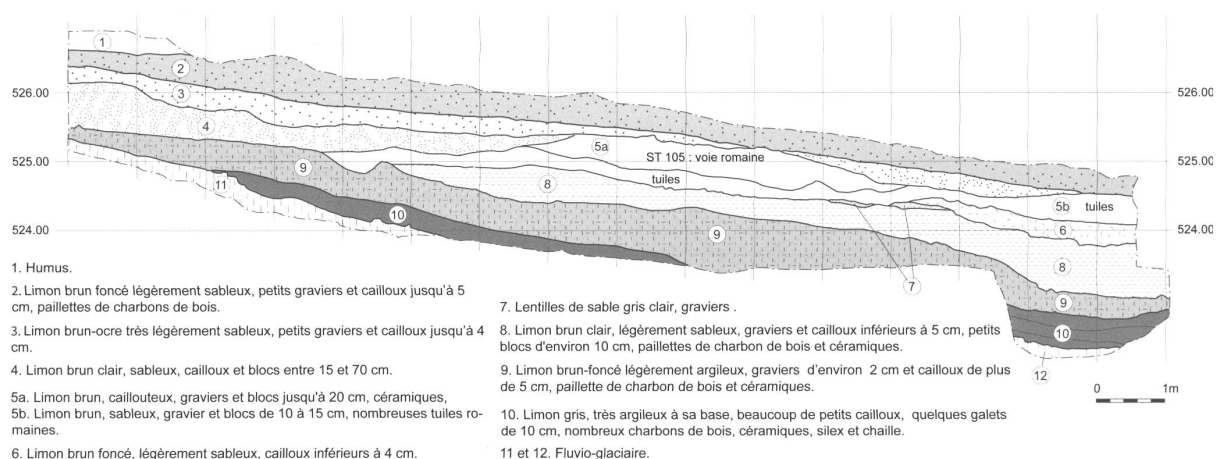 1
2
3
4
526.00
526.00
5a
ST 105 : voie romaine
525.00
9
8
tuiles
525.00
11
5b tuiles
10
6
524.00
9
524.00
8
7
9
10
12
0 1m
1. Humus.
2. Limon brun foncé légèrement sableux, petits graviers et cailloux jusqu'à 5
cm, paillettes de charbons de bois.
3. Limon brun-ocre très légèrement sableux, petits graviers et cailloux jusqu'à 4
cm.
4. Limon brun clair, sableux, cailloux et blocs entre 15 et 70 cm.
5a. Limon brun, caillouteux, graviers et blocs jusqu'à 20 cm, céramiques,
5b. Limon brun, sableux, gravier et blocs de 10 à 15 cm, nombreuses tuiles ro-
maines.
6. Limon brun foncé, légèrement sableux, cailloux inférieurs à 4 cm.
7. Lentilles de sable gris clair, graviers .
8. Limon brun clair, légèrement sableux, graviers et cailloux inférieurs à 5 cm, petits
blocs d'environ 10 cm, paillettes de charbon de bois et céramiques.
9. Limon brun-foncé légèrement argileux, graviers d'environ 2 cm et cailloux de plus
de 5 cm, paillette de charbon de bois et céramiques.
10. Limon gris, très argileux à sa base, beaucoup de petits cailloux, quelques galets
de 10 cm, nombreux charbons de bois, céramiques, silex et chaille.
11 et 12. Fluvio-glaciaire.